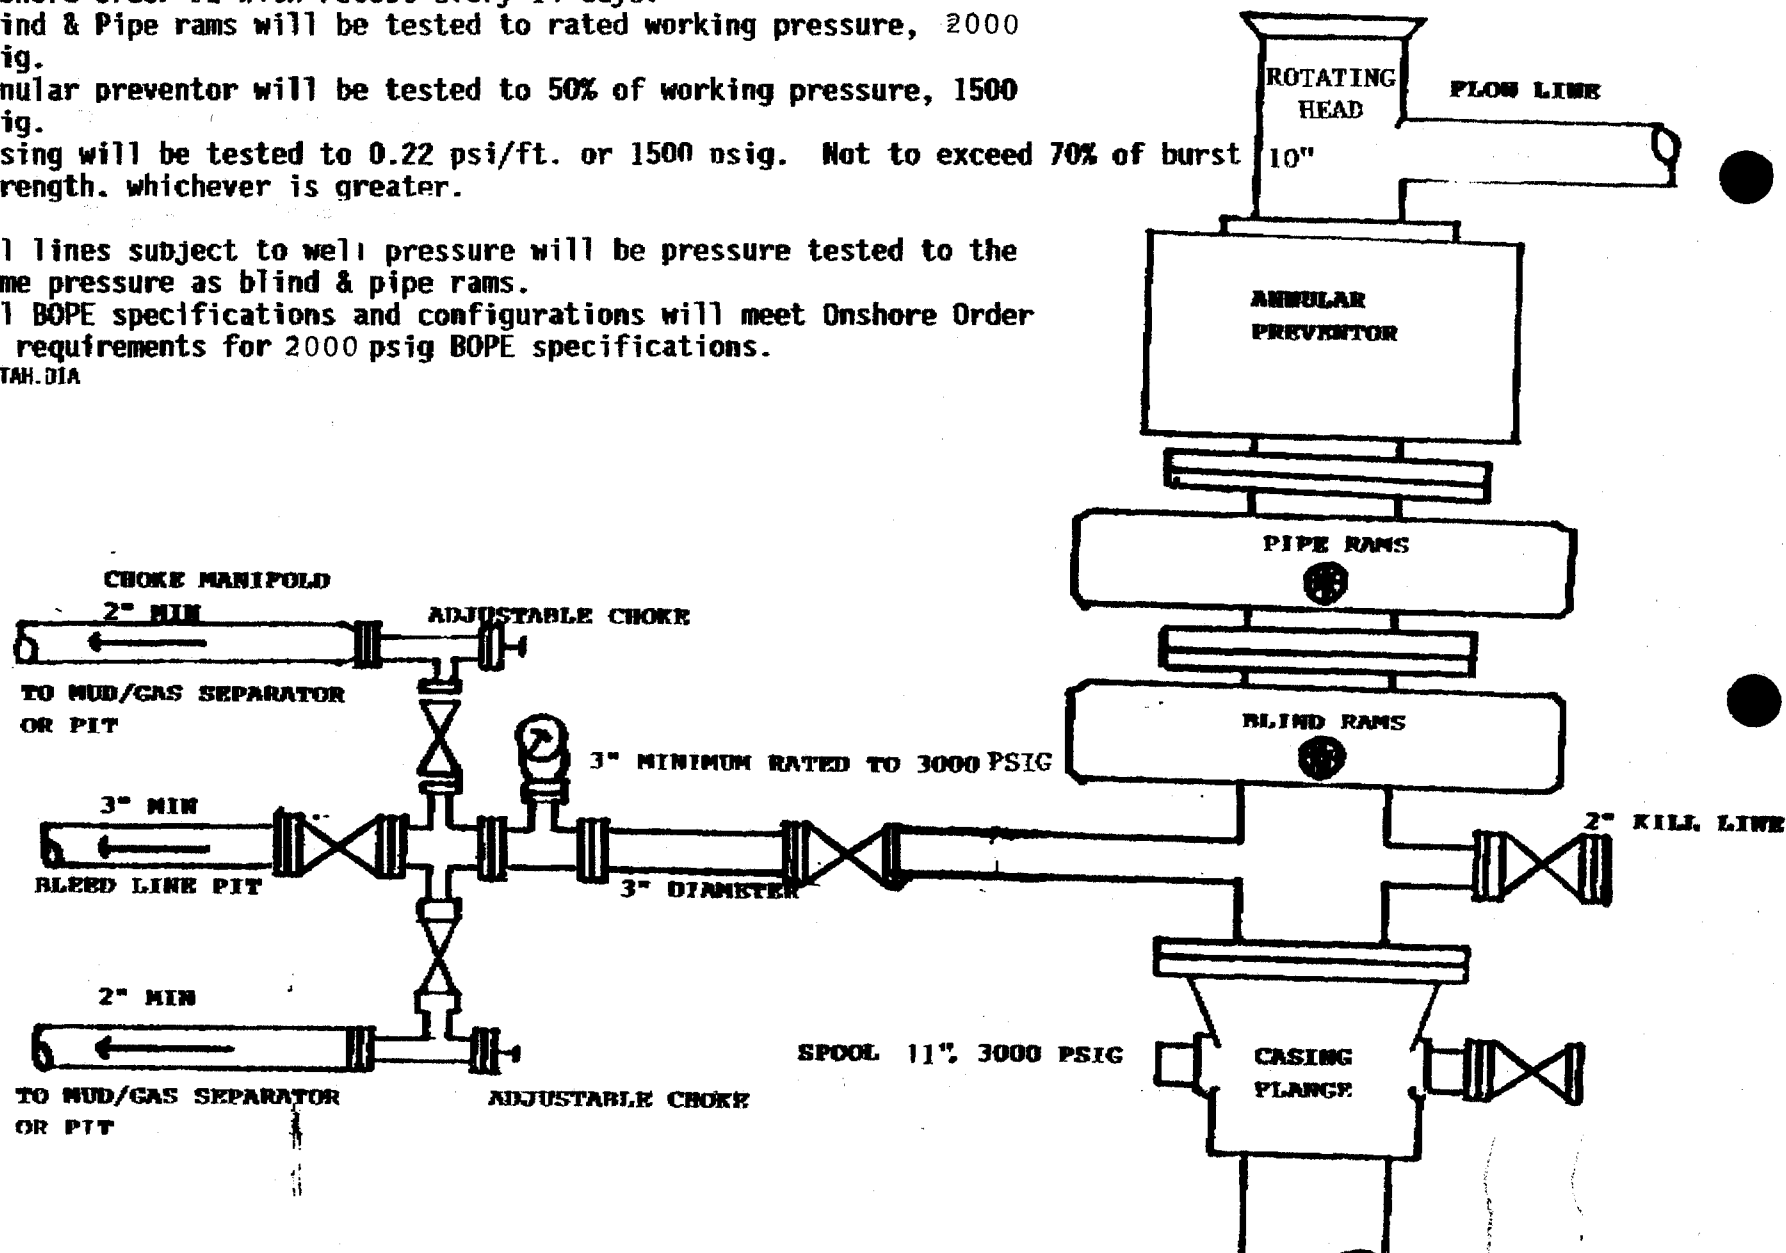 ind & Pipe rams will be tested to rated working pressure, 2000
ig.
nular preventor will be tested to 50% of working pressure, 1500
ig.
sing will be tested to 0.22 psi/ft. or 1500 psig. Not to exceed 70% of burst
rength. whichever is greater.
l lines subject to well pressure will be pressure tested to the
me pressure as blind & pipe rams.
l BOPE specifications and configurations will meet Onshore Order
requirements for 2000 psig BOPE specifications.
TAH.DIA
ROTATING
HEAD
FLOW LINE
10"
ANNULAR
PREVENTOR
PIPE RAMS
BLIND RAMS
CHOKE MANIFOLD
2" MIN
ADJUSTABLE CHOKE
TO MUD/GAS SEPARATOR
OR PIT
3" MINIMUM RATED TO 3000 PSIG
3" MIN
BLEED LINE PIT
3" DIAMETER
2" KILL LINE
2" MIN
SPOOL 11", 3000 PSIG
CASING
FLANGE
TO MUD/GAS SEPARATOR
OR PIT
ADJUSTABLE CHOKE